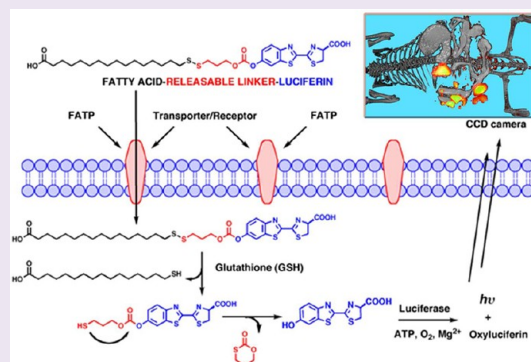 HO
O
S
S
O
O
O
O
N
S
N
S
COOH
FATTY ACID-RELEASABLE LINKER-LUCIFERIN
CCD camera
FATP
Transporter/Receptor
FATP
HO
O
S
S
O
O
O
O
N
S
N
S
COOH
HO
O
SH
Glutathione (GSH)
HS
O
O
O
N
S
N
S
COOH
HO
N
S
N
S
COOH
O
S
O
Luciferase
ATP, O₂, Mg²⁺
hν
+
Oxyluciferin